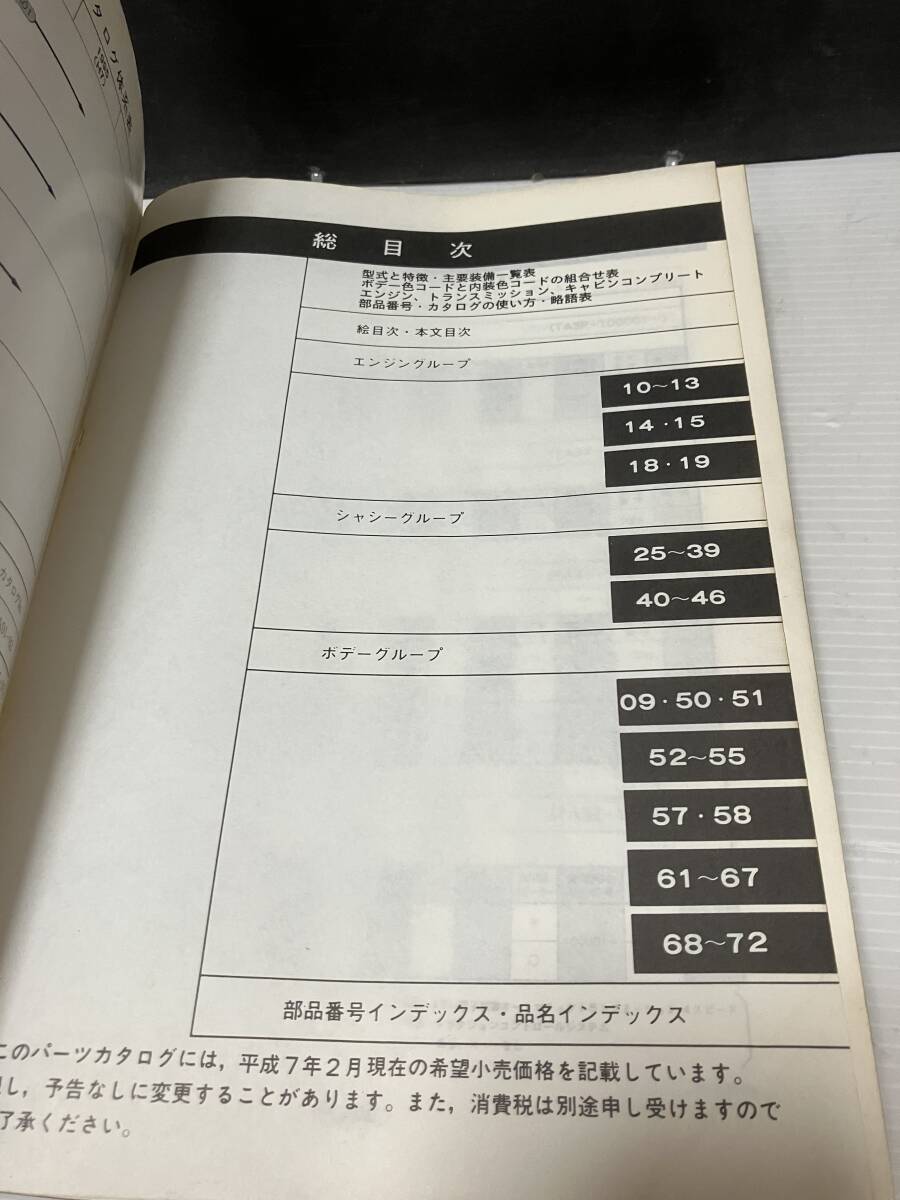 総目次
型式と特徴・主要装備一覧表
ボデー色コードと内装色コードの組合せ表
エンジン、トランスミッション、キャビンコンプリート
部品番号・カタログの使い方・略語表
絵目次・本文目次
エンジングループ
10〜13
14・15
18・19
シャシーグループ
25〜39
40〜46
ボデーグループ
09・50・51
52〜55
57・58
61〜67
68〜72
部品番号インデックス・品名インデックス
このパーツカタログには，平成7年2月現在の希望小売価格を記載しています。
し，予告なしに変更することがあります。また，消費税は別途申し受けますので
了承ください。